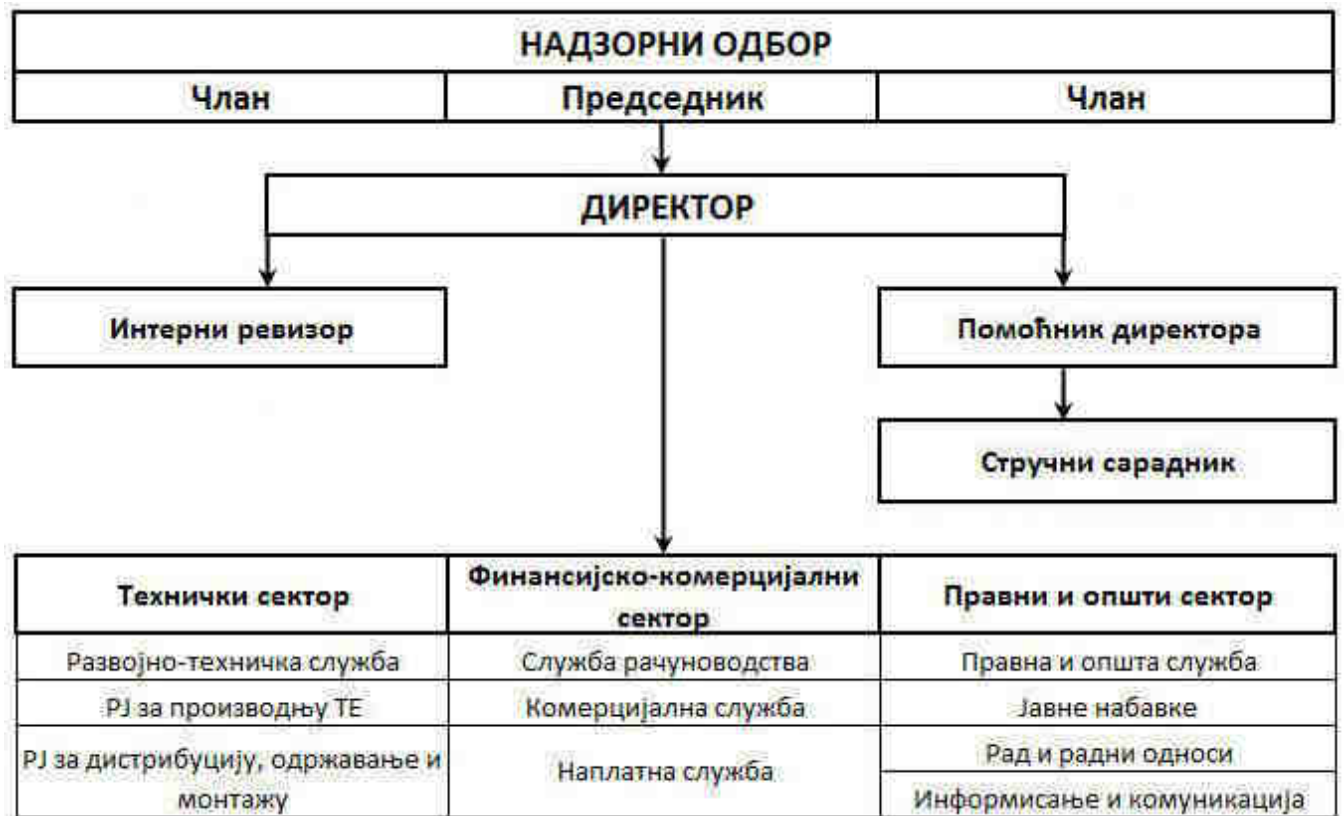 НАДЗОРНИ ОДБОР
Члан Председник Члан
ДИРЕКТОР
Интерни ревизор Помоћник директора
Стручни сарадник
Технички сектор
Финансијско-комерцијални
сектор
Правни и општи сектор
Развојно-техничка служба Служба рачуноводства Правна и општа служба
РЈ за производњу ТЕ Комерцијална служба Јавне набавке
РЈ за дистрибуцију, одржавање и
монтажу
Наплатна служба
Рад и радни односи
Информисање и комуникација